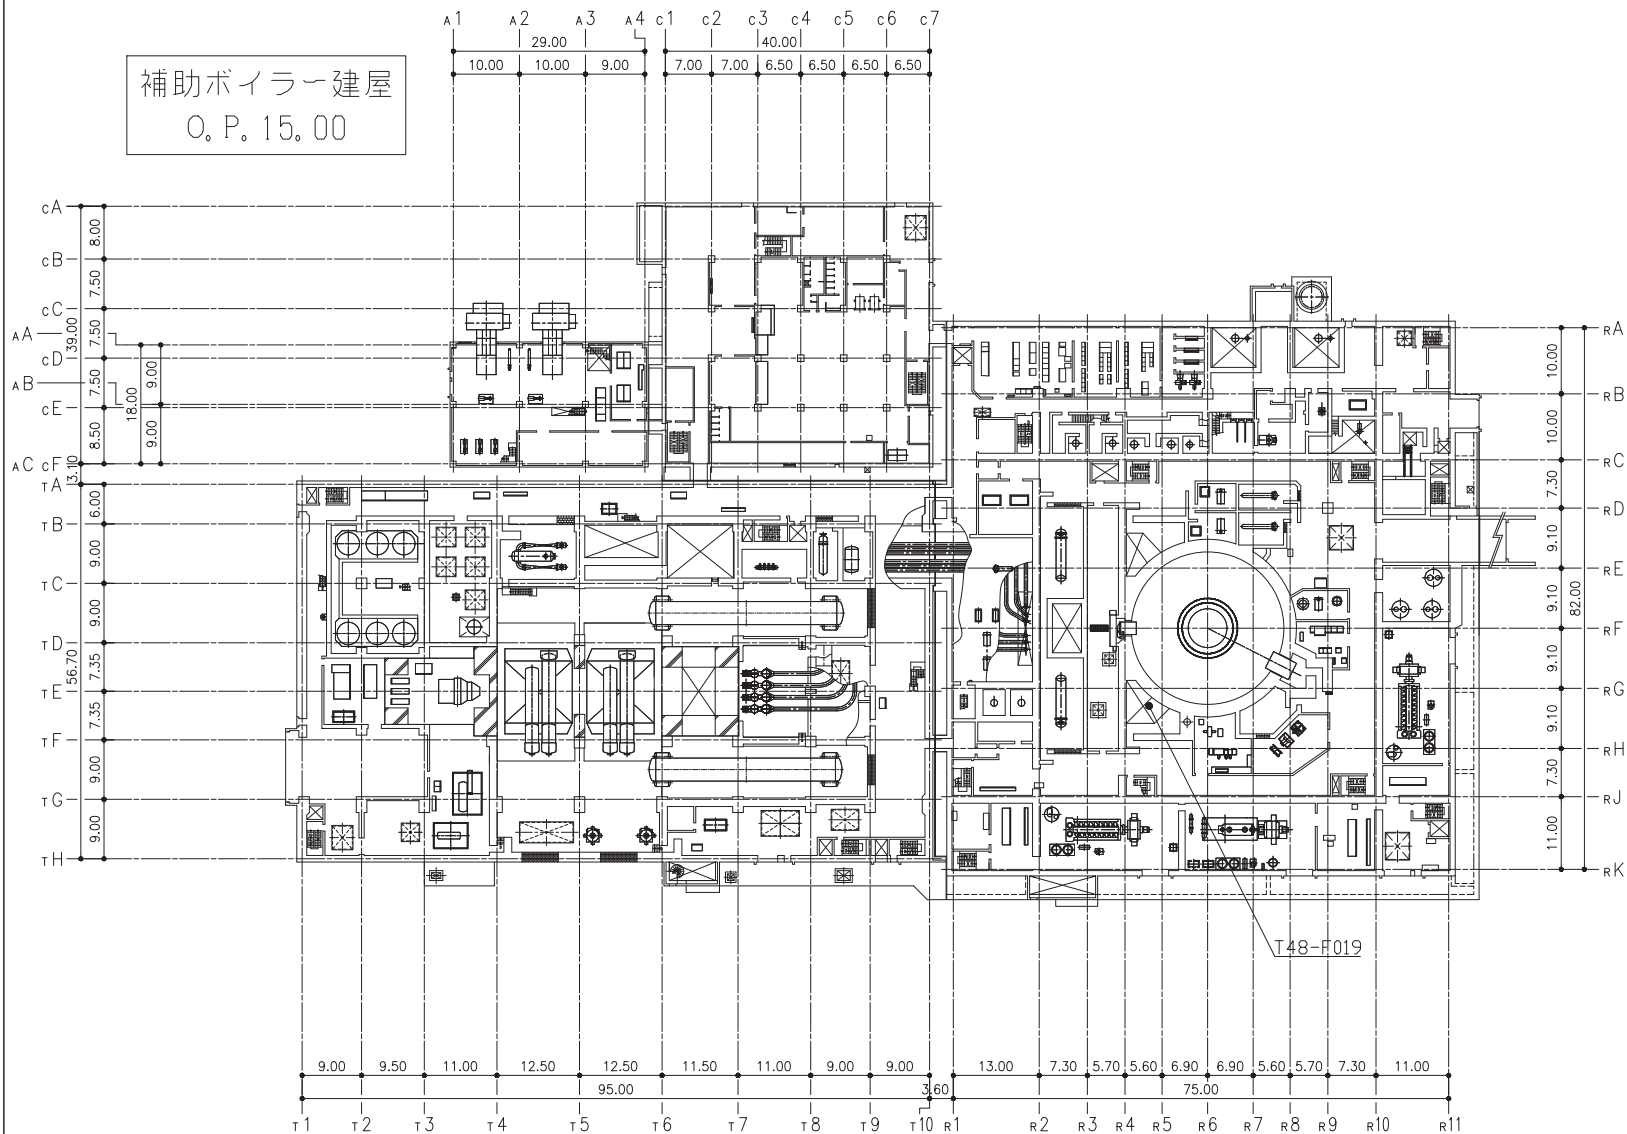 A1 A2 A3 A4 c1 c2 c3 c4 c5 c6 c7
29.00 40.00
10.00 10.00 9.00 7.00 7.00 6.50 6.50 6.50 6.50
補助ボイラー建屋
O.P.15.00
cA
8.00
cB
7.50
cC
AA
39.00
7.50
cD
AB
7.50
9.00
18.00
cE
8.50
9.00
AC cF
3.10
TA
6.00
TB
9.00
TC
9.00
TD
56.70
7.35
TE
7.35
TF
9.00
TG
9.00
TH
RA
10.00
RB
10.00
RC
7.30
RD
9.10
RE
9.10
82.00
RF
9.10
RG
9.10
RH
7.30
RJ
11.00
RK
T48-F019
9.00 9.50 11.00 12.50 12.50 11.50 11.00 9.00 9.00 13.00 7.30 5.70 5.60 6.90 6.90 5.60 5.70 7.30 11.00
95.00 3.60 75.00
T1 T2 T3 T4 T5 T6 T7 T8 T9 T10 R1 R2 R3 R4 R5 R6 R7 R8 R9 R10 R11